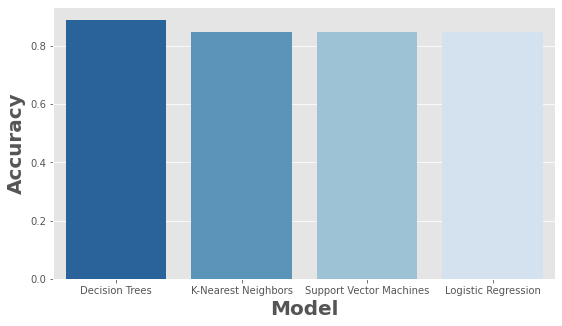 Accuracy
0.8
0.6
0.4
0.2
0.0
Decision Trees K-Nearest Neighbors Support Vector Machines Logistic Regression
Model